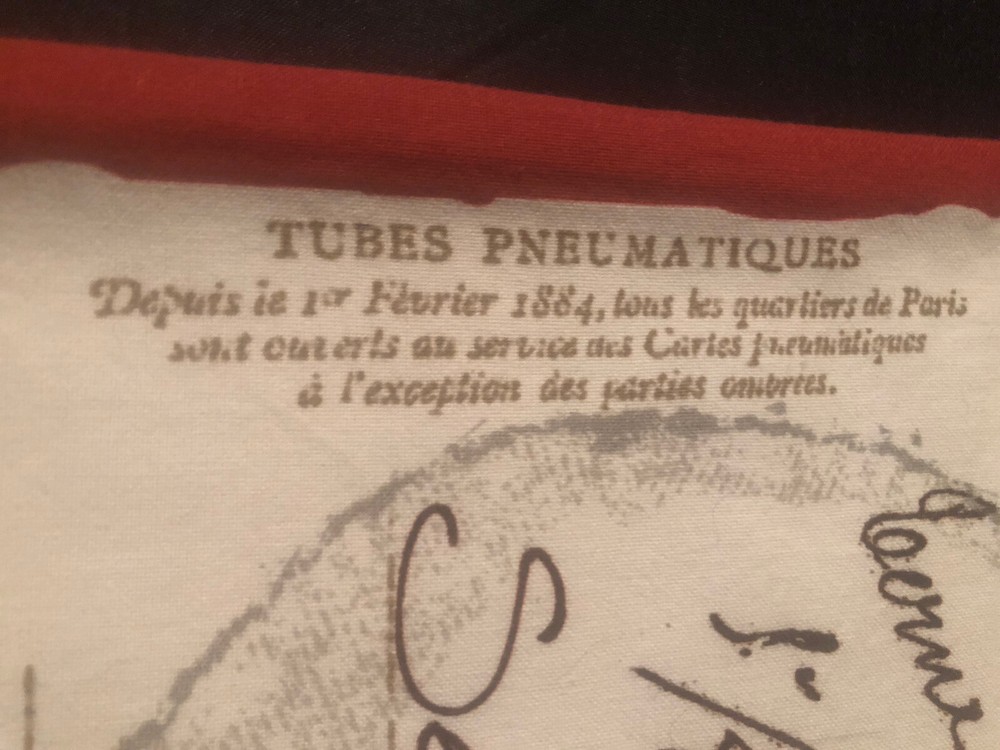 TUBES PNEUMATIQUES
Depuis le 1er Février 1884, tous les quartiers de Paris
sont ouverts au service des Cartes pneumatiques
à l'exception des parties ombrées.